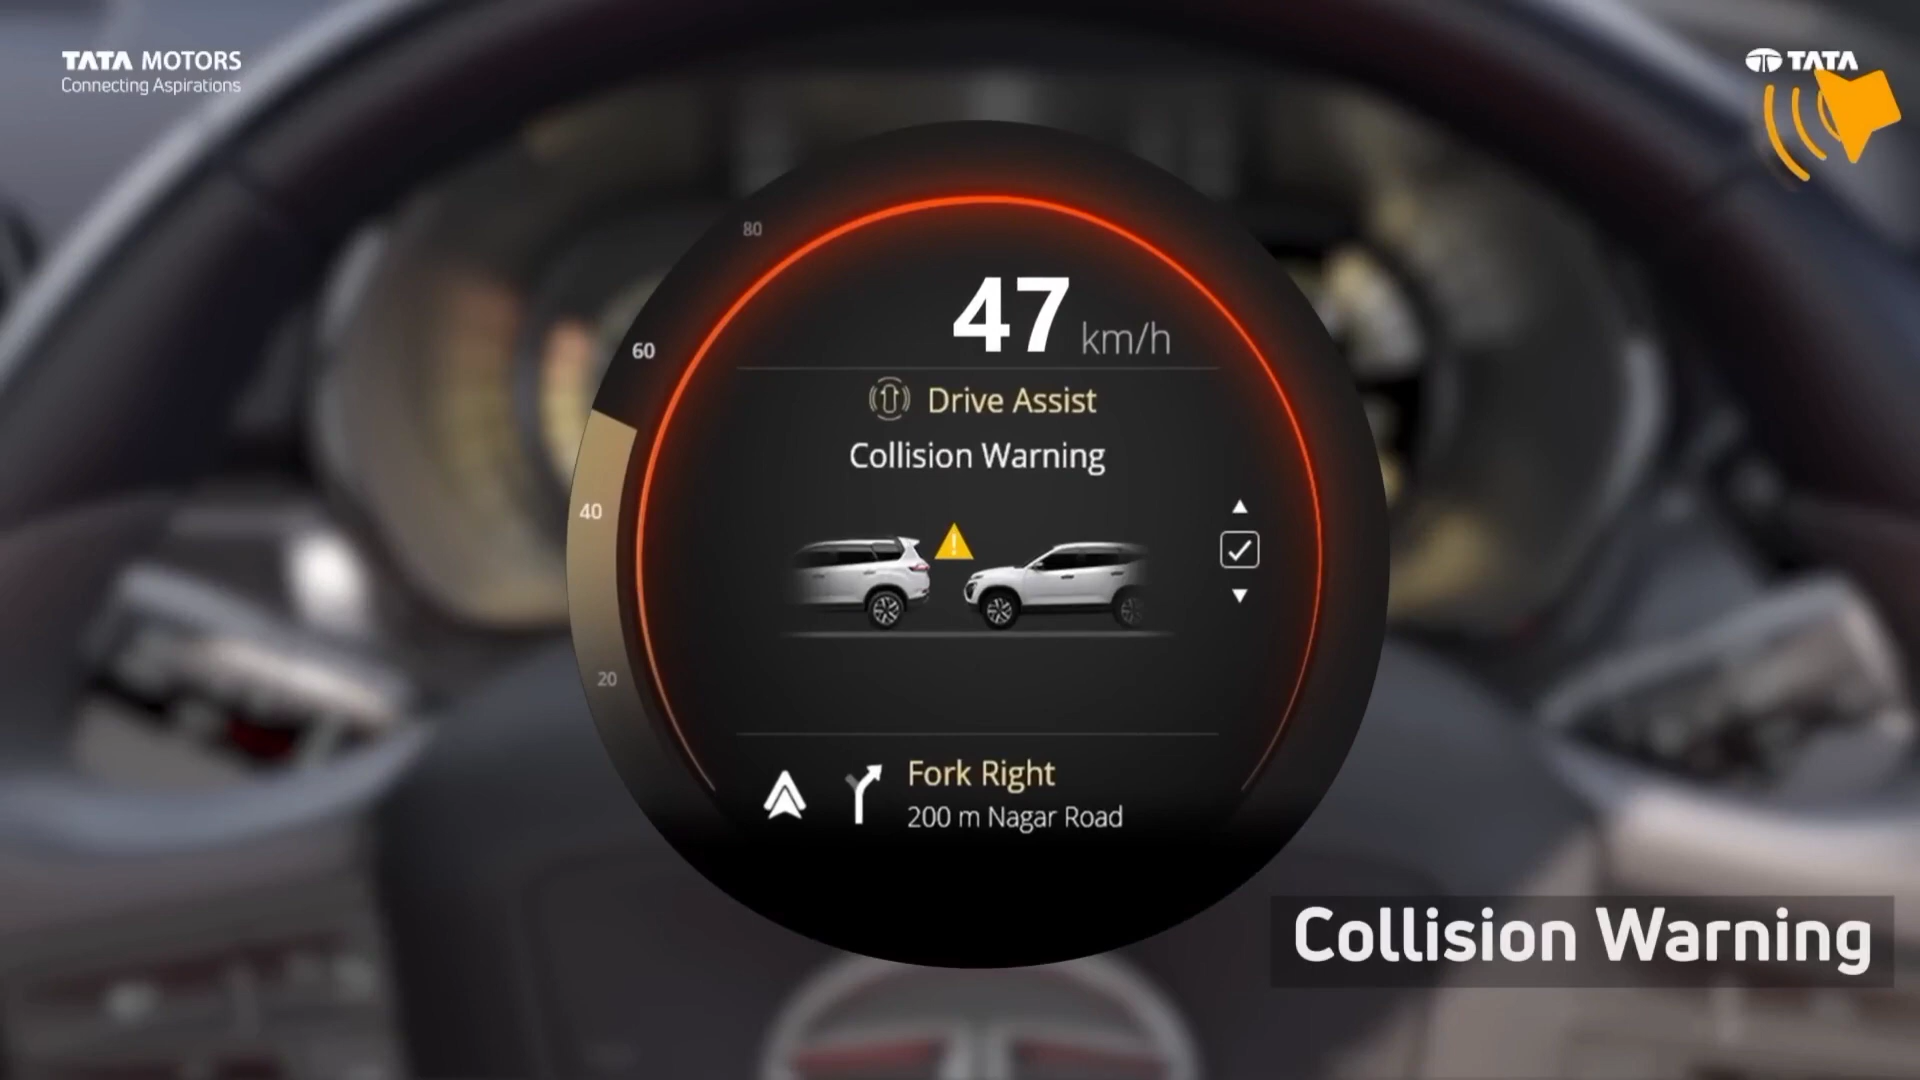 TATA MOTORS
Connecting Aspirations
TATA
80
60
40
20
47 km/h
Drive Assist
Collision Warning
Fork Right
200 m Nagar Road
Collision Warning